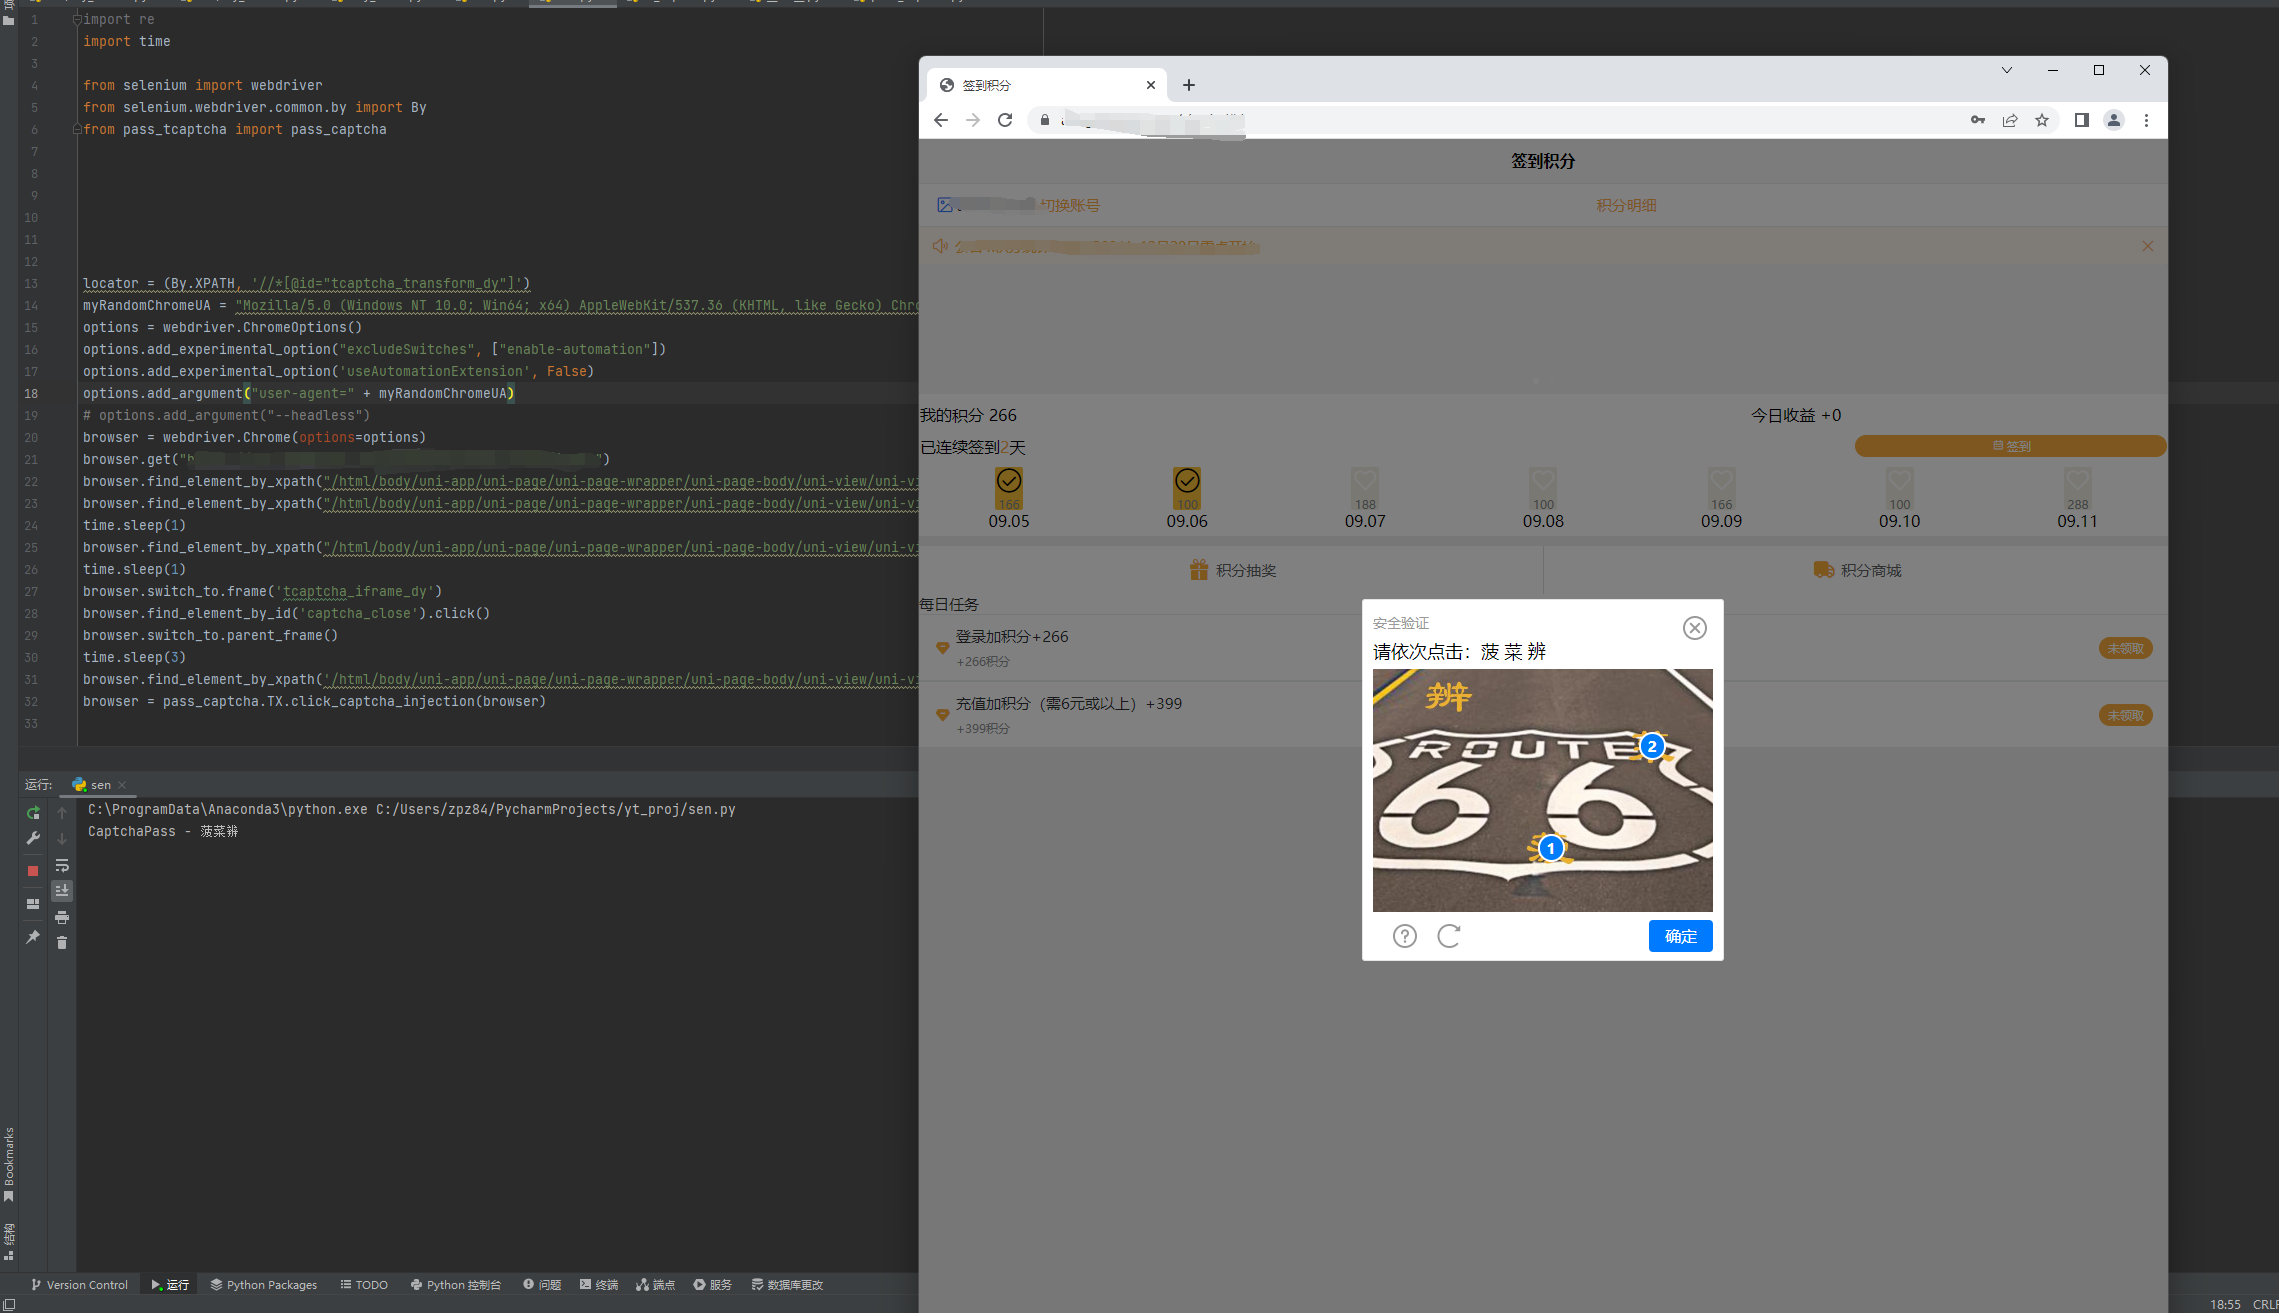 1 import re
2 import time
3
4 from selenium import webdriver
5 from selenium.webdriver.common.by import By
6 from pass_tcaptcha import pass_captcha
7
8
9
10
11
12
13 locator = (By.XPATH, '//*[@id="tcaptcha_transform_dy"]')
14 myRandomChromeUA = "Mozilla/5.0 (Windows NT 10.0; Win64; x64) AppleWebKit/537.36 (KHTML, like Gecko) Chro
15 options = webdriver.ChromeOptions()
16 options.add_experimental_option("excludeSwitches", ["enable-automation"])
17 options.add_experimental_option('useAutomationExtension', False)
18 options.add_argument("user-agent=" + myRandomChromeUA)
19 # options.add_argument("--headless")
20 browser = webdriver.Chrome(options=options)
21 browser.get("h ")
22 browser.find_element_by_xpath("/html/body/uni-app/uni-page/uni-page-wrapper/uni-page-body/uni-view/uni-vi
23 browser.find_element_by_xpath("/html/body/uni-app/uni-page/uni-page-wrapper/uni-page-body/uni-view/uni-vi
24 time.sleep(1)
25 browser.find_element_by_xpath("/html/body/uni-app/uni-page/uni-page-wrapper/uni-page-body/uni-view/uni-vi
26 time.sleep(1)
27 browser.switch_to.frame('tcaptcha_iframe_dy')
28 browser.find_element_by_id('captcha_close').click()
29 browser.switch_to.parent_frame()
30 time.sleep(3)
31 browser.find_element_by_xpath('/html/body/uni-app/uni-page/uni-page-wrapper/uni-page-body/uni-view/uni-vi
32 browser = pass_captcha.TX.click_captcha_injection(browser)
33
运行: sen
C:\ProgramData\Anaconda3\python.exe C:/Users/zpz84/PycharmProjects/yt_proj/sen.py
CaptchaPass - 菠菜辨
签到积分
签到积分
切换账号 积分明细
我的积分 266 今日收益 +0
已连续签到2天 签到
166 100 188 100 166 100 288
09.05 09.06 09.07 09.08 09.09 09.10 09.11
积分抽奖 积分商城
每日任务
登录加积分+266
+266积分
未领取
充值加积分（需6元或以上）+399
+399积分
未领取
安全验证
请依次点击：菠 菜 辨
辨
ROUTE
2
66
1
确定
Bookmarks
结构
Version Control 运行 Python Packages TODO Python 控制台 问题 终端 端点 服务 数据库更改
18:55 CRLF